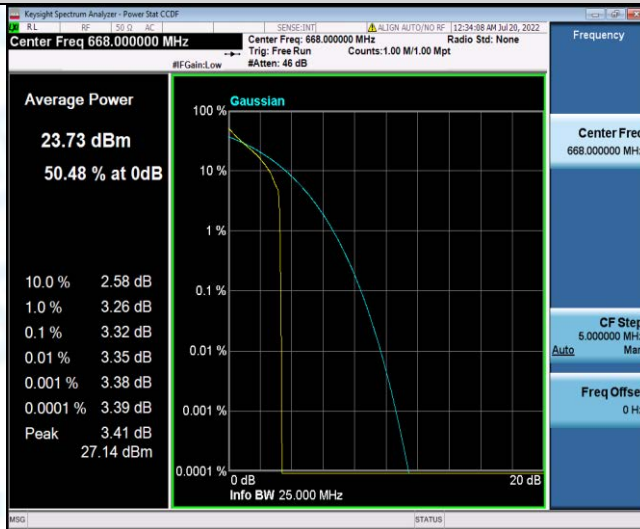 Keysight Spectrum Analyzer - Power Stat CCDF
RL RF 50 Ω AC SENSE:INT ALIGN AUTO/NO RF 12:34:08 AM Jul 20, 2022
Center Freq 668.000000 MHz
Center Freq: 668.000000 MHz Radio Std: None
Trig: Free Run Counts:1.00 M/1.00 Mpt
#IFGain:Low #Atten: 46 dB
Frequency
Average Power
23.73 dBm
50.48 % at 0dB
10.0 % 2.58 dB
1.0 % 3.26 dB
0.1 % 3.32 dB
0.01 % 3.35 dB
0.001 % 3.38 dB
0.0001 % 3.39 dB
Peak 3.41 dB
27.14 dBm
Gaussian
100 %
10 %
1 %
0.1 %
0.01 %
0.001 %
0.0001 %
0 dB 20 dB
Info BW 25.000 MHz
Center Freq
668.000000 MHz
CF Step
5.000000 MHz
Auto Man
Freq Offset
0 Hz
MSG STATUS